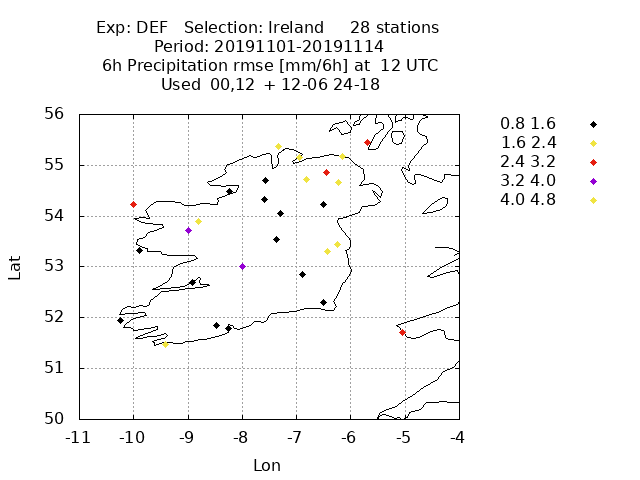 Exp: DEF Selection: Ireland 28 stations
Period: 20191101-20191114
6h Precipitation rmse [mm/6h] at 12 UTC
Used 00,12 + 12-06 24-18
56
55
54
53
52
51
50
-11 -10 -9 -8 -7 -6 -5 -4
Lat
Lon
0.8 1.6
1.6 2.4
2.4 3.2
3.2 4.0
4.0 4.8